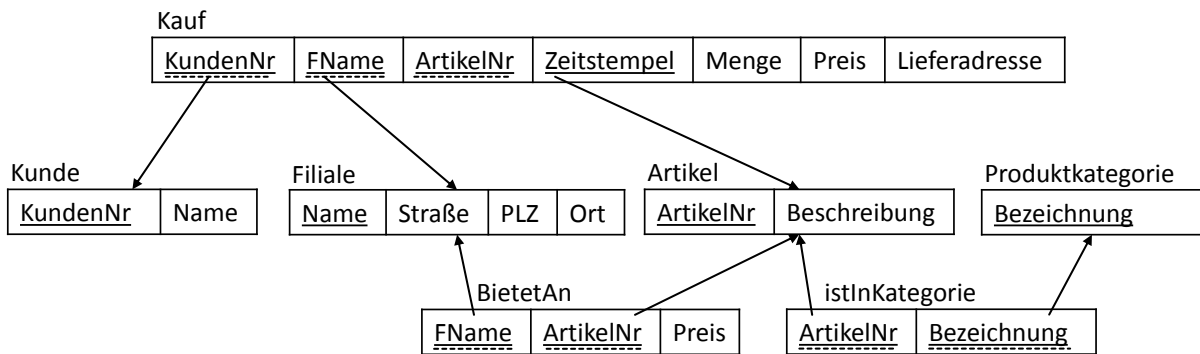 Kauf
KundenNr FName ArtikelNr Zeitstempel Menge Preis Lieferadresse
Kunde Filiale Artikel Produktkategorie
KundenNr Name Name Straße PLZ Ort ArtikelNr Beschreibung Bezeichnung
BietetAn istInKategorie
FName ArtikelNr Preis ArtikelNr Bezeichnung